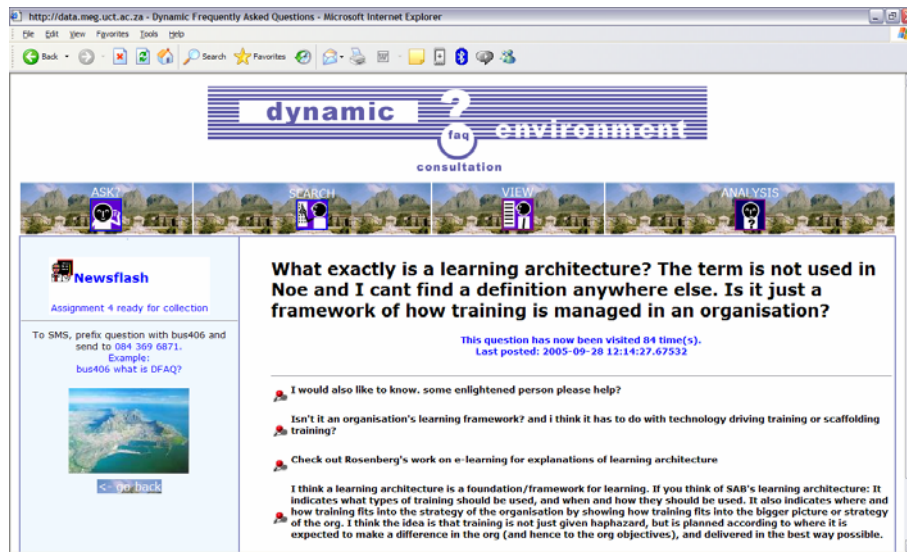 http://data.meg.uct.ac.za - Dynamic Frequently Asked Questions - Microsoft Internet Explorer
File Edit View Favorites Tools Help
Back Search Favorites
dynamic ? faq environment
consultation
ASK? SEARCH VIEW ANALYSIS
Newsflash
Assignment 4 ready for collection
To SMS, prefix question with bus406 and
send to 084 369 6871.
Example:
bus406 what is DFAQ?
<- go back
What exactly is a learning architecture? The term is not used in
Noe and I cant find a definition anywhere else. Is it just a
framework of how training is managed in an organisation?
This question has now been visited 84 time(s).
Last posted: 2005-09-28 12:14:27.67532
I would also like to know. some enlightened person please help?
Isn't it an organisation's learning framework? and i think it has to do with technology driving training or scaffolding
training?
Check out Rosenberg's work on e-learning for explanations of learning architecture
I think a learning architecture is a foundation/framework for learning. If you think of SAB's learning architecture: It
indicates what types of training should be used, and when and how they should be used. It also indicates where and
how training fits into the strategy of the organisation by showing how training fits into the bigger picture or strategy
of the org. I think the idea is that training is not just given haphazard, but is planned according to where it is
expected to make a difference in the org (and hence to the org objectives), and delivered in the best way possible.